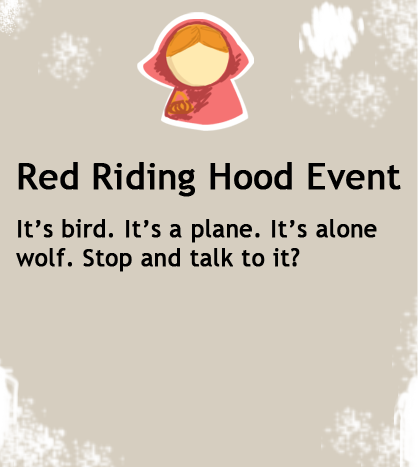 Red Riding Hood Event
It's bird. It's a plane. It's alone
wolf. Stop and talk to it?